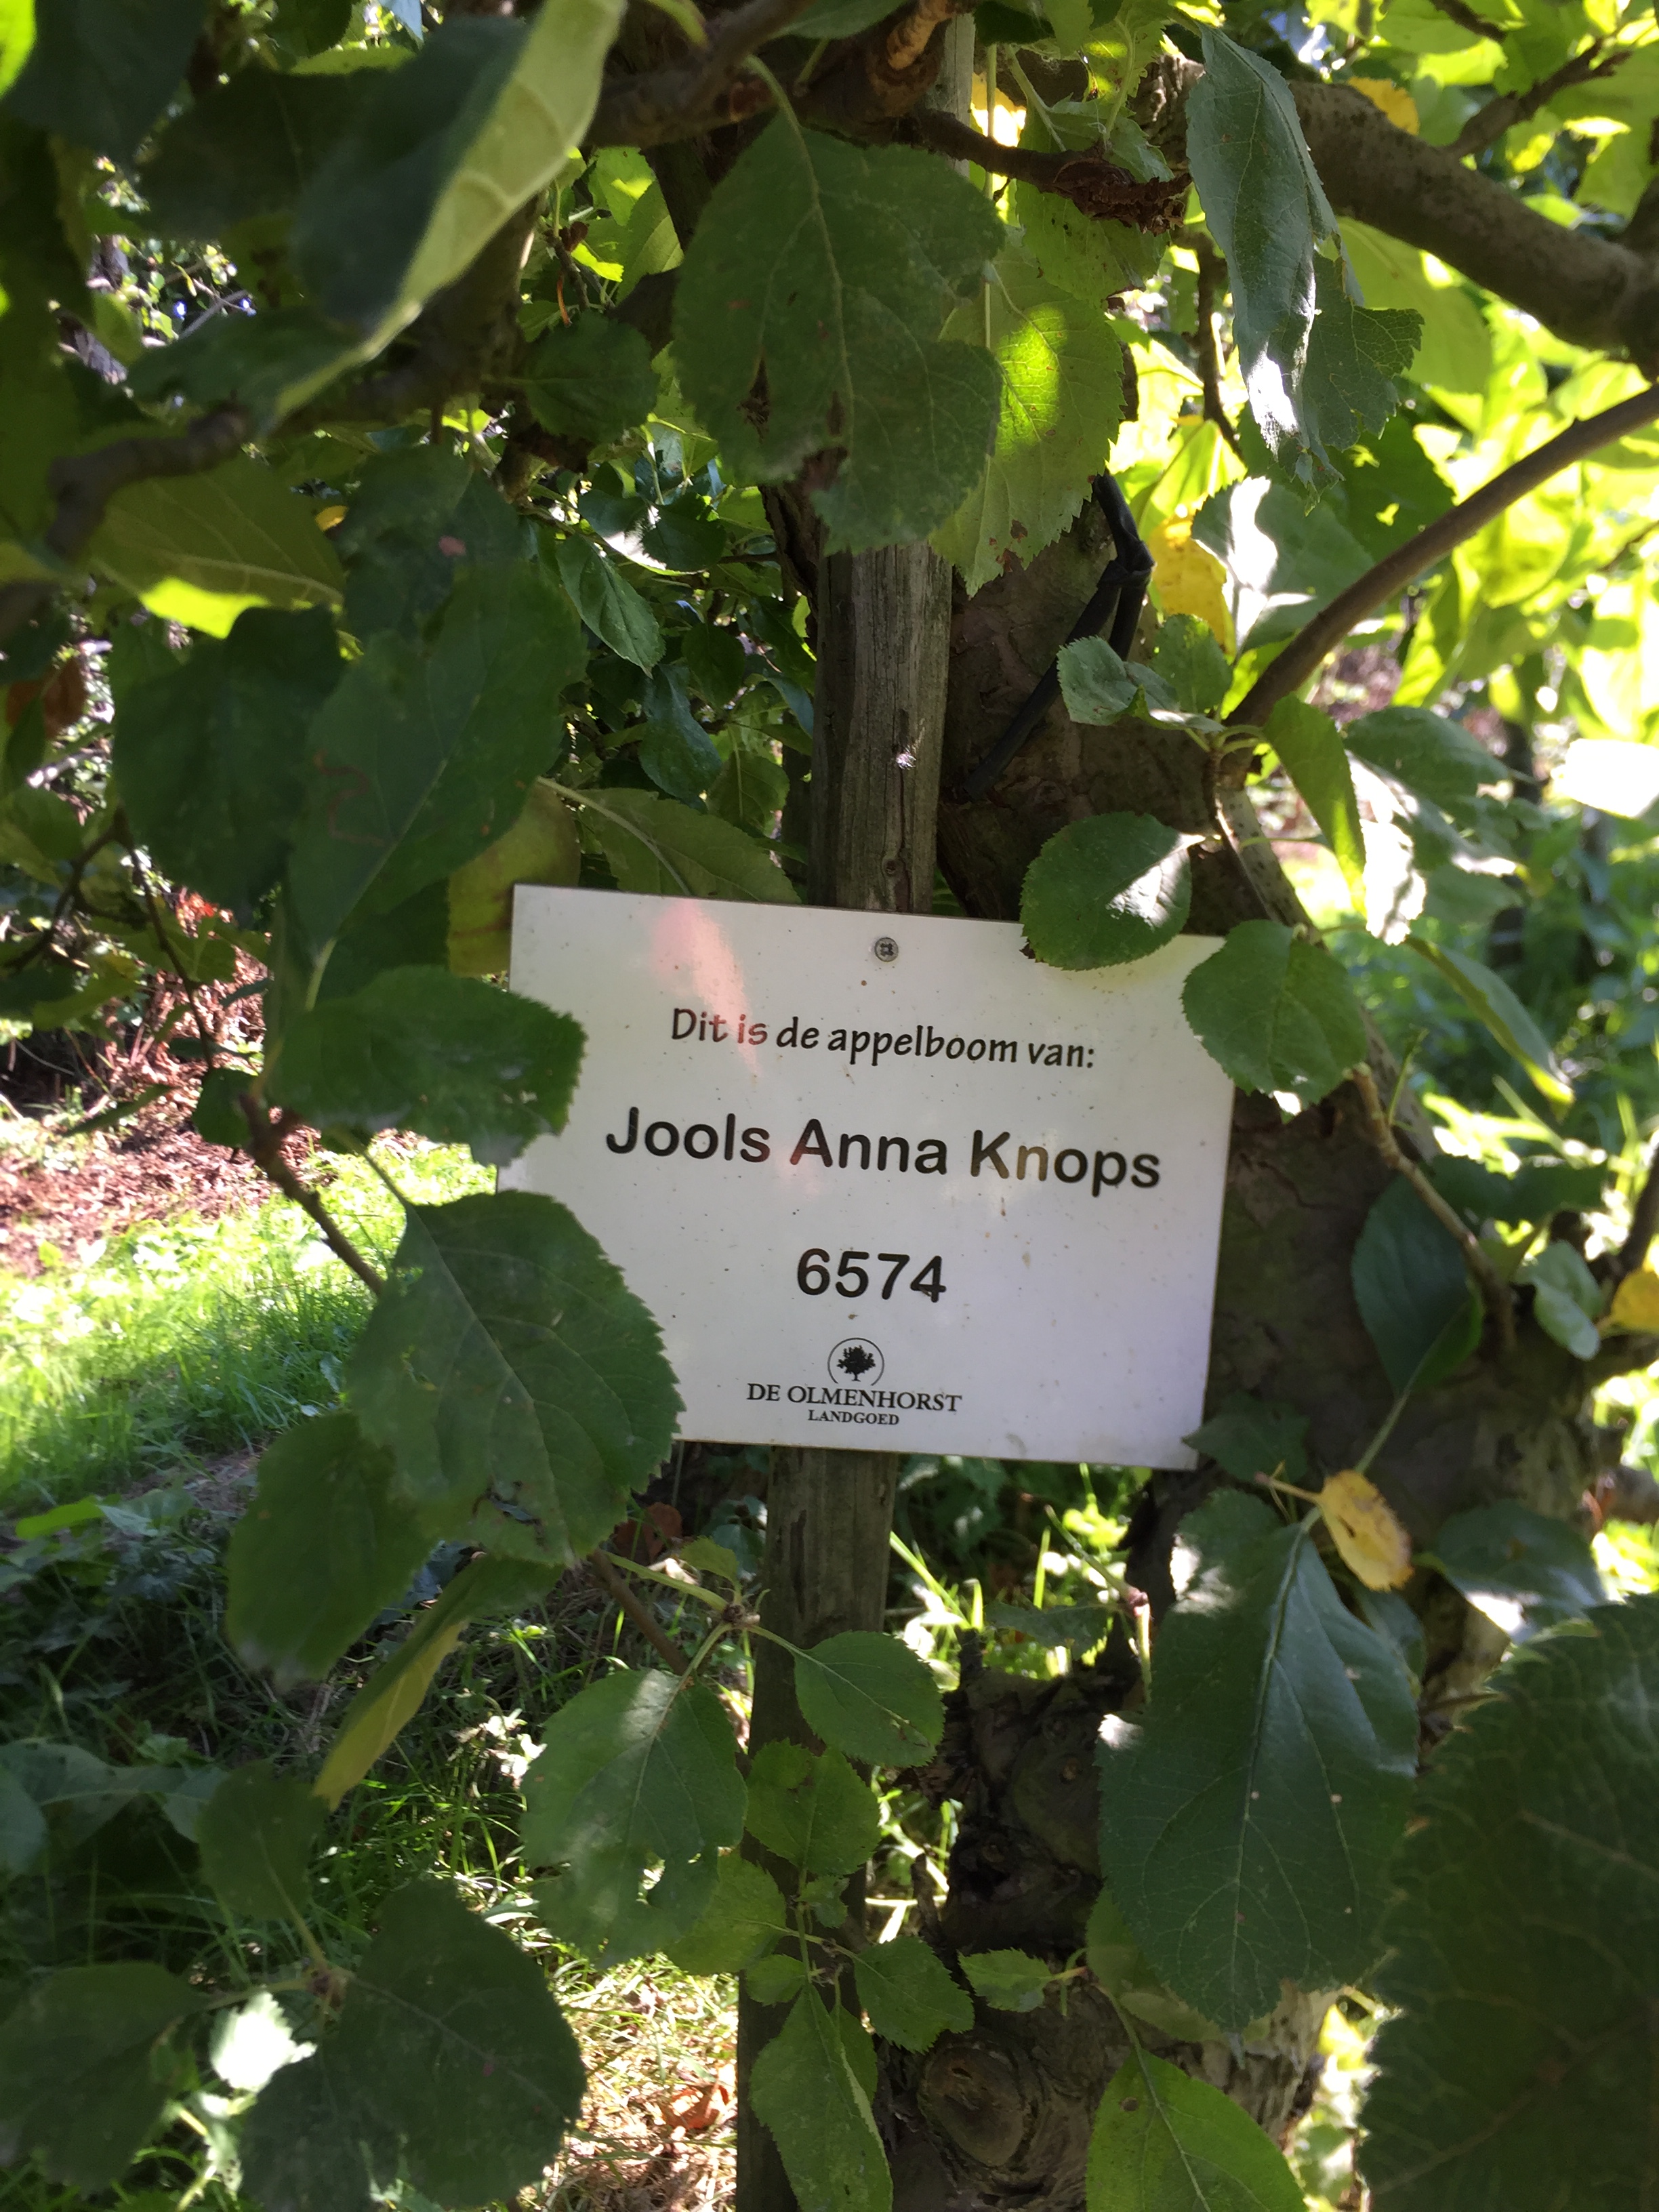 Dit is de appelboom van:
Jools Anna Knops
6574
DE OLMENHORST
LANDGOED